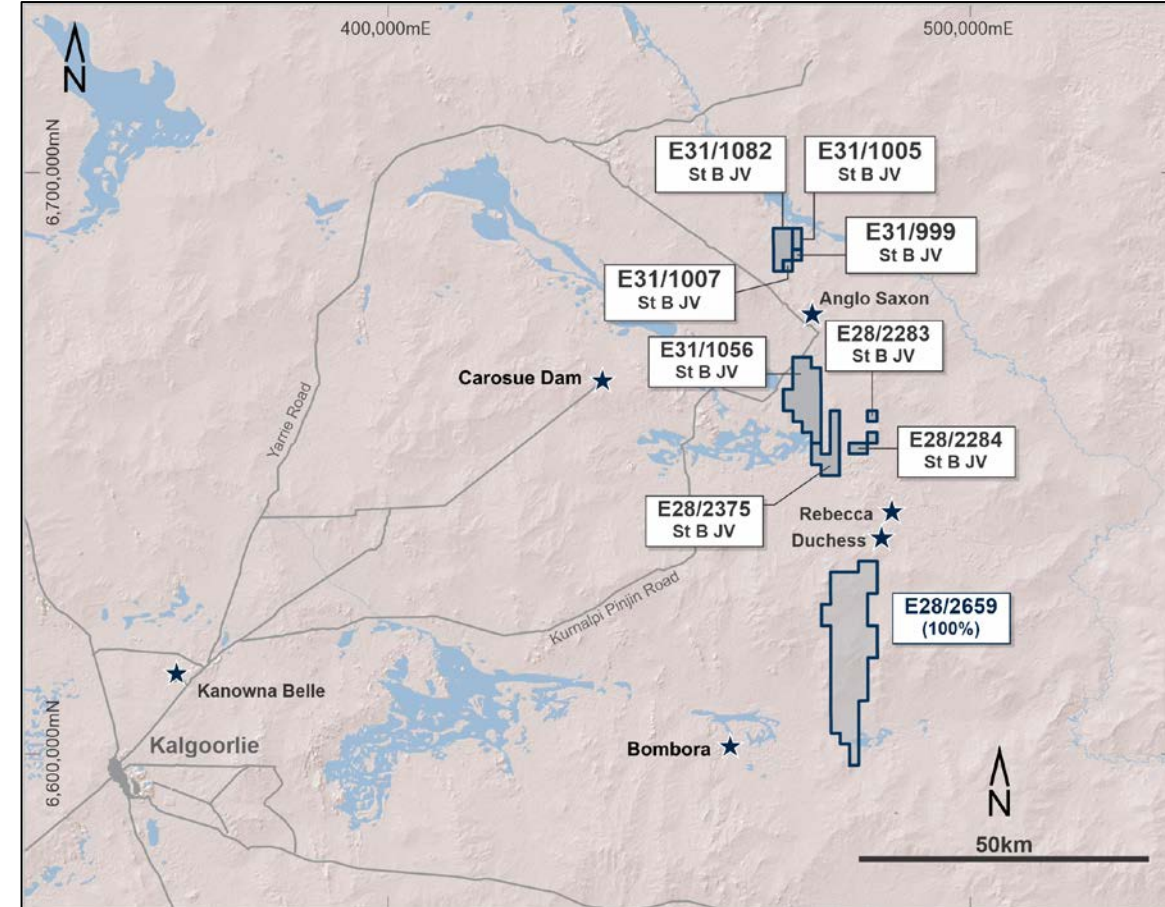 400,000mE
500,000mE
N
6,700,000mN
E31/1082
St B JV
E31/1005
St B JV
E31/999
St B JV
E31/1007
St B JV
Anglo Saxon
E31/1056
St B JV
E28/2283
St B JV
Carosue Dam
Yarrie Road
E28/2284
St B JV
E28/2375
St B JV
Rebecca
Duchess
Kurnalpi Pinjin Road
E28/2659
(100%)
Kanowna Belle
Kalgoorlie
Bombora
6,600,000mN
N
50km